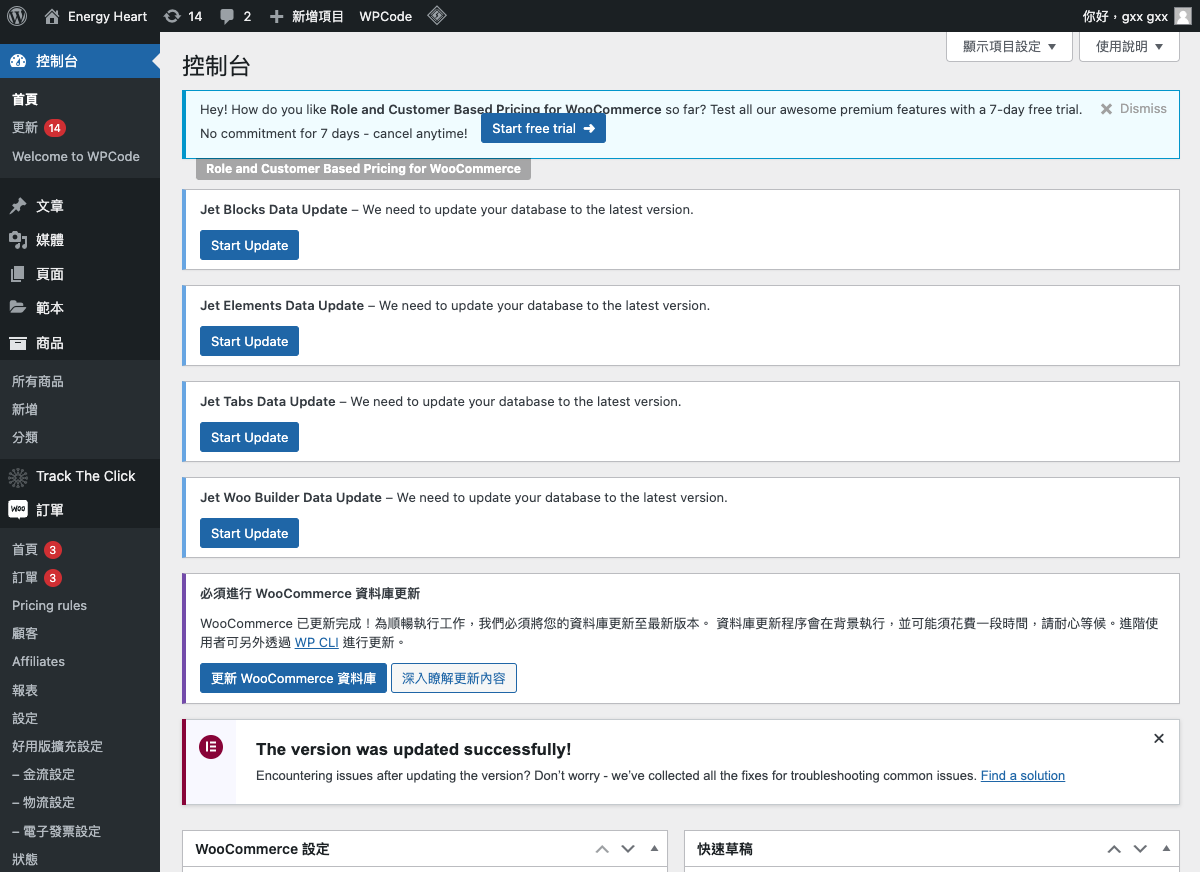 Energy Heart
14
2
新增項目
WPCode
你好，gxx gxx
控制台
首頁
更新 14
Welcome to WPCode
文章
媒體
頁面
範本
商品
所有商品
新增
分類
Track The Click
woo 訂單
首頁 3
訂單 3
Pricing rules
顧客
Affiliates
報表
設定
好用版擴充設定
– 金流設定
– 物流設定
– 電子發票設定
狀態
顯示項目設定
使用說明
控制台
Hey! How do you like Role and Customer Based Pricing for WooCommerce so far? Test all our awesome premium features with a 7-day free trial.
No commitment for 7 days - cancel anytime! Start free trial ➜
Dismiss
Role and Customer Based Pricing for WooCommerce
Jet Blocks Data Update – We need to update your database to the latest version.
Start Update
Jet Elements Data Update – We need to update your database to the latest version.
Start Update
Jet Tabs Data Update – We need to update your database to the latest version.
Start Update
Jet Woo Builder Data Update – We need to update your database to the latest version.
Start Update
必須進行 WooCommerce 資料庫更新
WooCommerce 已更新完成！為順暢執行工作，我們必須將您的資料庫更新至最新版本。 資料庫更新程序會在背景執行，並可能須花費一段時間，請耐心等候。進階使
用者可另外透過 WP CLI 進行更新。
更新 WooCommerce 資料庫
深入瞭解更新內容
The version was updated successfully!
Encountering issues after updating the version? Don’t worry - we’ve collected all the fixes for troubleshooting common issues. Find a solution
WooCommerce 設定
快速草稿